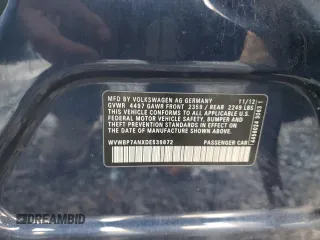 MFD. BY VOLKSWAGEN AG GERMANY 11/12
GVWR 4497 GAWR FRONT 2359 / REAR 2249 LBS
THIS VEHICLE CONFORMS TO ALL APPLICABLE U.S.
FEDERAL MOTOR VEHICLE SAFETY, BUMPER, AND
THEFT PREVENTION STANDARDS IN EFFECT ON THE
DATE OF MANUFACTURE SHOWN ABOVE.
WVWBP7ANXDE539872 PASSENGER CAR
DREAMBID